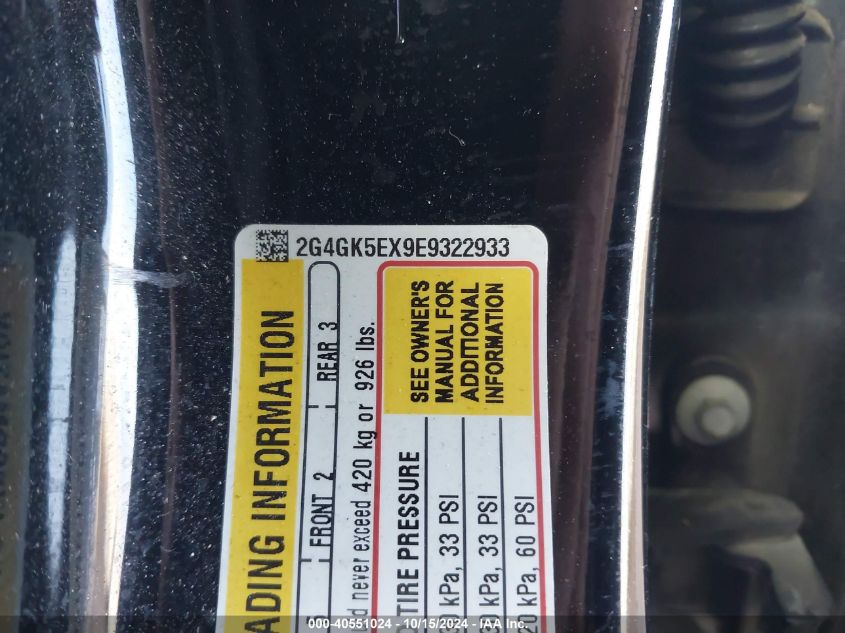 2G4GK5EX9E9322933
ADING INFORMATION
FRONT 2
REAR 3
never exceed 420 kg or 926 lbs.
TIRE PRESSURE
SEE OWNER'S
MANUAL FOR
ADDITIONAL
INFORMATION
kPa, 33 PSI
kPa, 33 PSI
20 kPa, 60 PSI
000-40551024 - 10/15/2024 - IAA Inc.